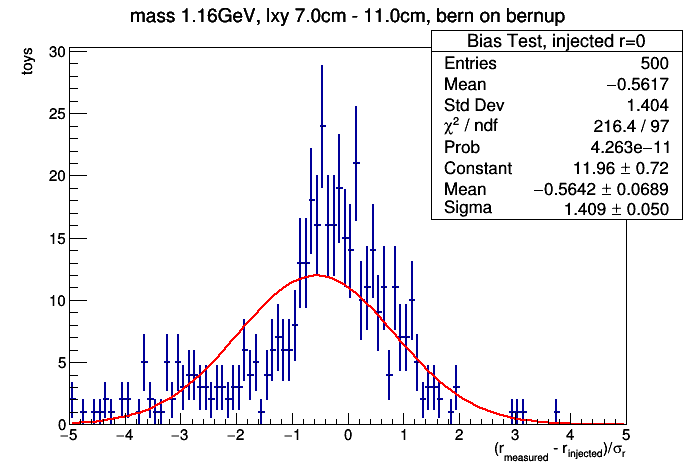 mass 1.16GeV, lxy 7.0cm - 11.0cm, bern on bernup
Bias Test, injected r=0
Entries 500
Mean −0.5617
Std Dev 1.404
χ² / ndf 216.4 / 97
Prob 4.263e−11
Constant 11.96 ± 0.72
Mean −0.5642 ± 0.0689
Sigma 1.409 ± 0.050
toys
30
25
20
15
10
5
0
−5 −4 −3 −2 −1 0 1 2 3 4 5
(r_measured - r_injected)/σ_r